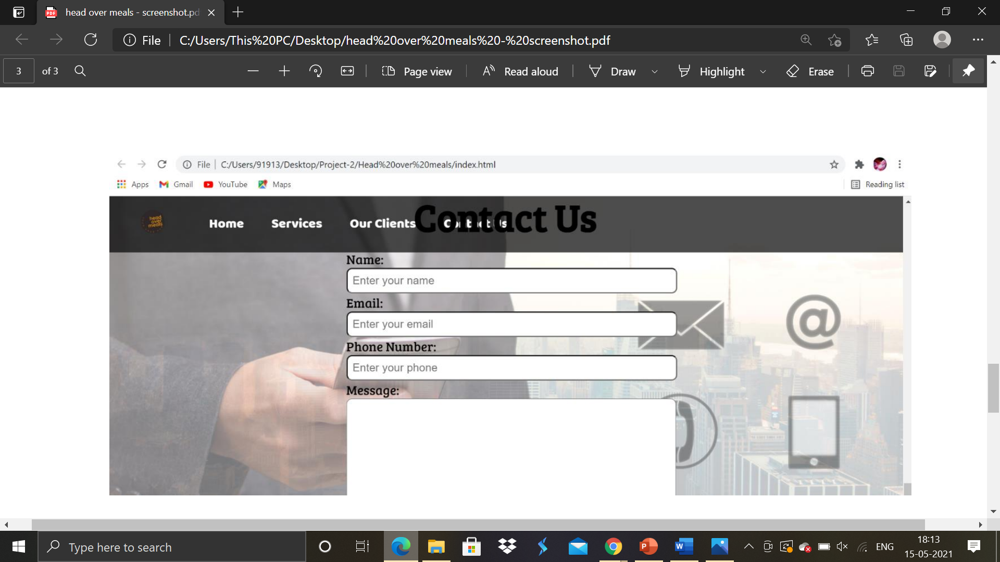 head over meals - screenshot.pd
File
C:/Users/This%20PC/Desktop/head%20over%20meals%20-%20screenshot.pdf
3 of 3
Page view
Read aloud
Draw
Highlight
Erase
File
C:/Users/91913/Desktop/Project-2/Head%20over%20meals/index.html
Apps
Gmail
YouTube
Maps
Reading list
head
over
meals
Home
Services
Our Clients
Contact Us
Contact Us
Name:
Enter your name
Email:
Enter your email
Phone Number:
Enter your phone
Message:
Type here to search
ENG
18:13
15-05-2021